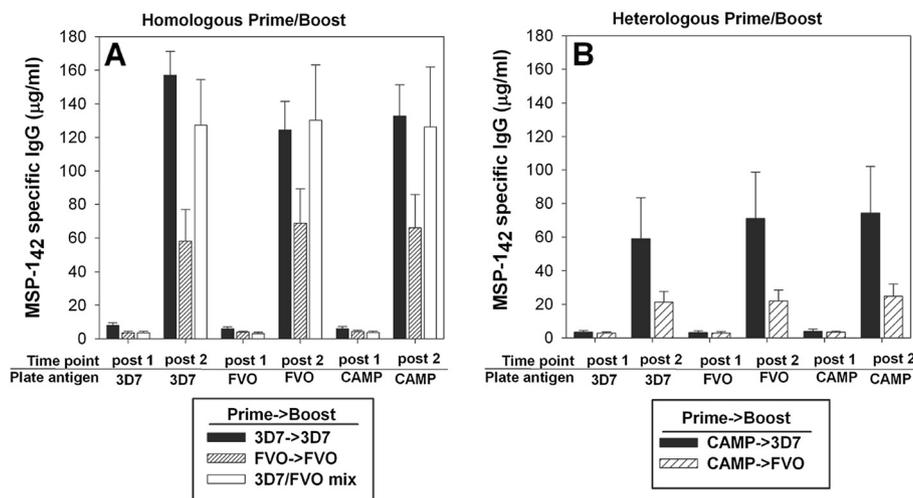 Homologous Prime/Boost
A
MSP-1₄₂ specific IgG (μg/ml)
180
160
140
120
100
80
60
40
20
0
Time point post 1 post 2 post 1 post 2 post 1 post 2
Plate antigen 3D7 3D7 FVO FVO CAMP CAMP
Prime->Boost
3D7->3D7
FVO->FVO
3D7/FVO mix
Heterologous Prime/Boost
B
MSP-1₄₂ specific IgG (μg/ml)
180
160
140
120
100
80
60
40
20
0
Time point post 1 post 2 post 1 post 2 post 1 post 2
Plate antigen 3D7 3D7 FVO FVO CAMP CAMP
Prime->Boost
CAMP->3D7
CAMP->FVO